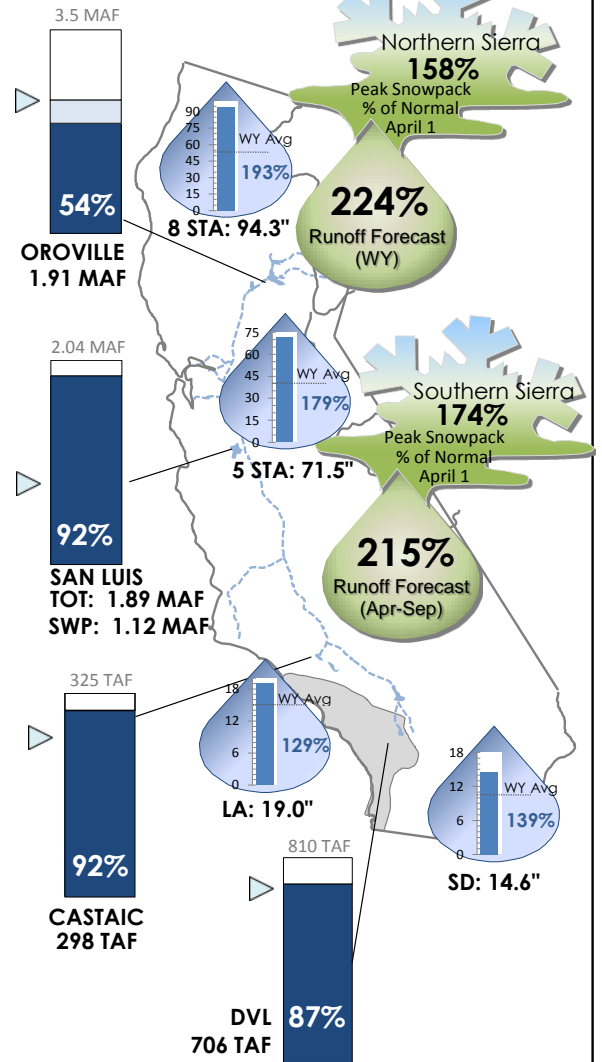 3.5 MAF
54%
OROVILLE
1.91 MAF
90
75
60
45
30
15
0
WY Avg
193%
8 STA: 94.3"
Northern Sierra
158%
Peak Snowpack
% of Normal
April 1
224%
Runoff Forecast
(WY)
2.04 MAF
92%
SAN LUIS
TOT: 1.89 MAF
SWP: 1.12 MAF
75
60
45
30
15
0
WY Avg
179%
5 STA: 71.5"
Southern Sierra
174%
Peak Snowpack
% of Normal
April 1
215%
Runoff Forecast
(Apr-Sep)
325 TAF
92%
CASTAIC
298 TAF
18
12
6
0
WY Avg
129%
LA: 19.0"
18
12
6
0
WY Avg
139%
SD: 14.6"
810 TAF
87%
DVL
706 TAF